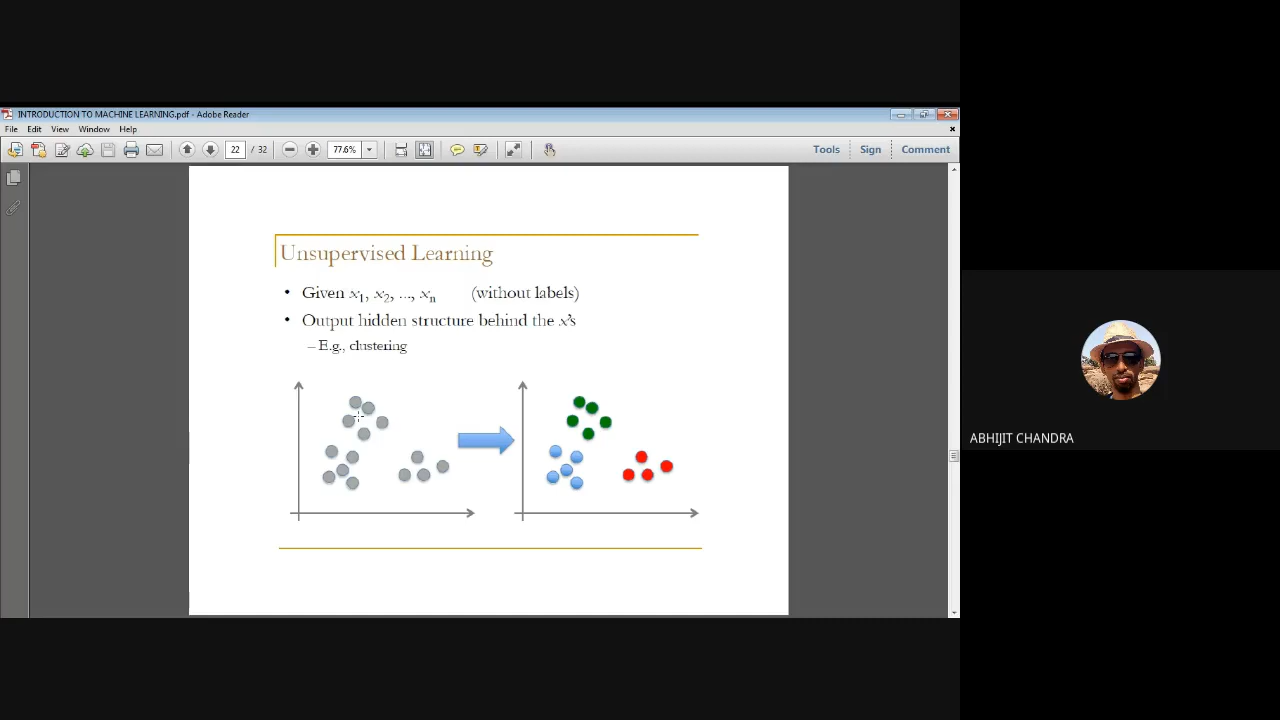 INTRODUCTION TO MACHINE LEARNING.pdf - Adobe Reader
File Edit View Window Help
22 / 32 77.6% Tools Sign Comment
Unsupervised Learning
• Given x1, x2, ..., xn (without labels)
• Output hidden structure behind the x's
– E.g., clustering
ABHIJIT CHANDRA